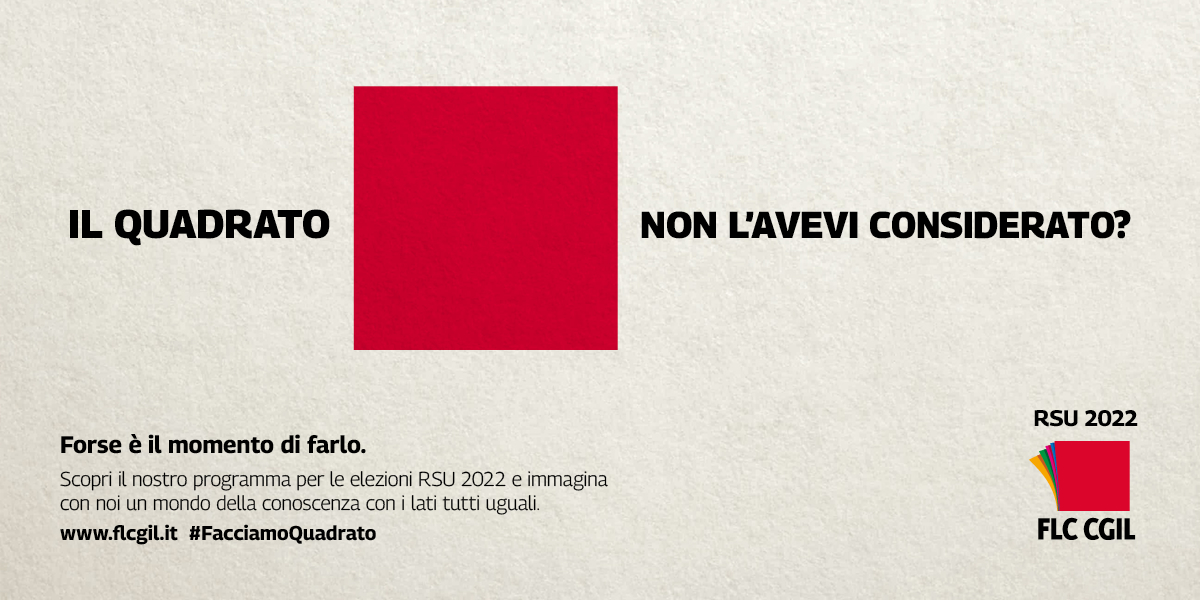 IL QUADRATO NON L'AVEVI CONSIDERATO?
Forse è il momento di farlo.
Scopri il nostro programma per le elezioni RSU 2022 e immagina
con noi un mondo della conoscenza con i lati tutti uguali.
www.flcgil.it #FacciamoQuadrato
RSU 2022
FLC CGIL